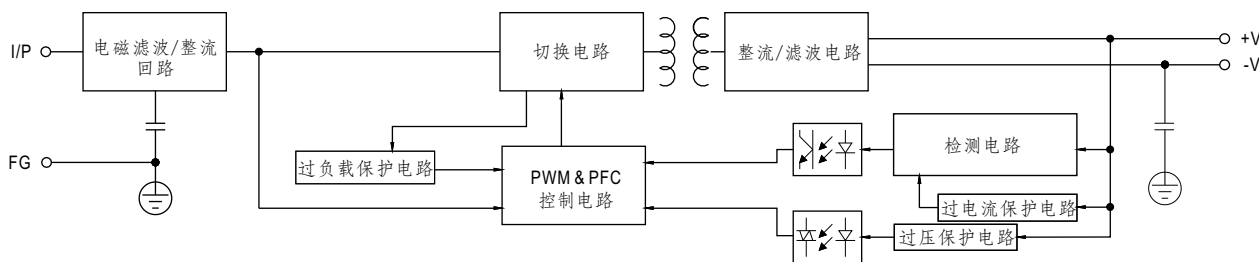 I/P
电磁滤波/整流
回路
切换电路
整流/滤波电路
+V
-V
FG
过负载保护电路
PWM & PFC
控制电路
检测电路
过电流保护电路
过压保护电路